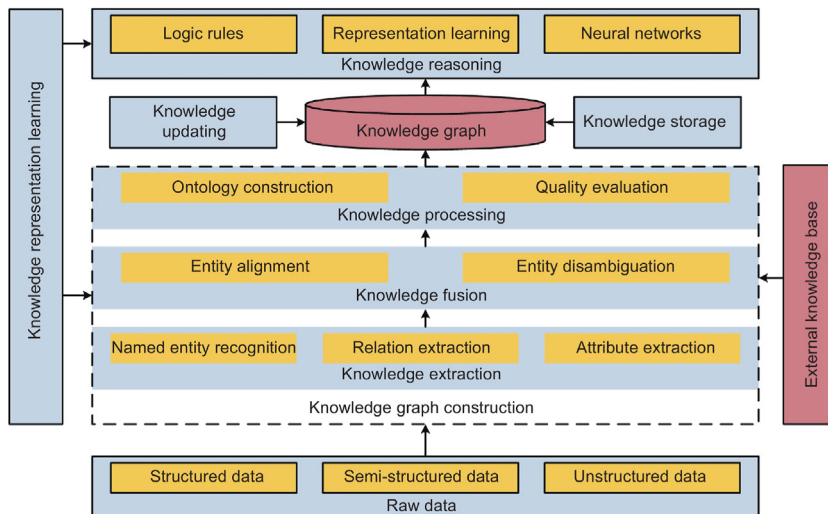 Logic rules
Representation learning
Neural networks
Knowledge reasoning
Knowledge representation learning
Knowledge
updating
Knowledge graph
Knowledge storage
Ontology construction
Quality evaluation
Knowledge processing
Entity alignment
Entity disambiguation
Knowledge fusion
Named entity recognition
Relation extraction
Attribute extraction
Knowledge extraction
Knowledge graph construction
External knowledge base
Structured data
Semi-structured data
Unstructured data
Raw data